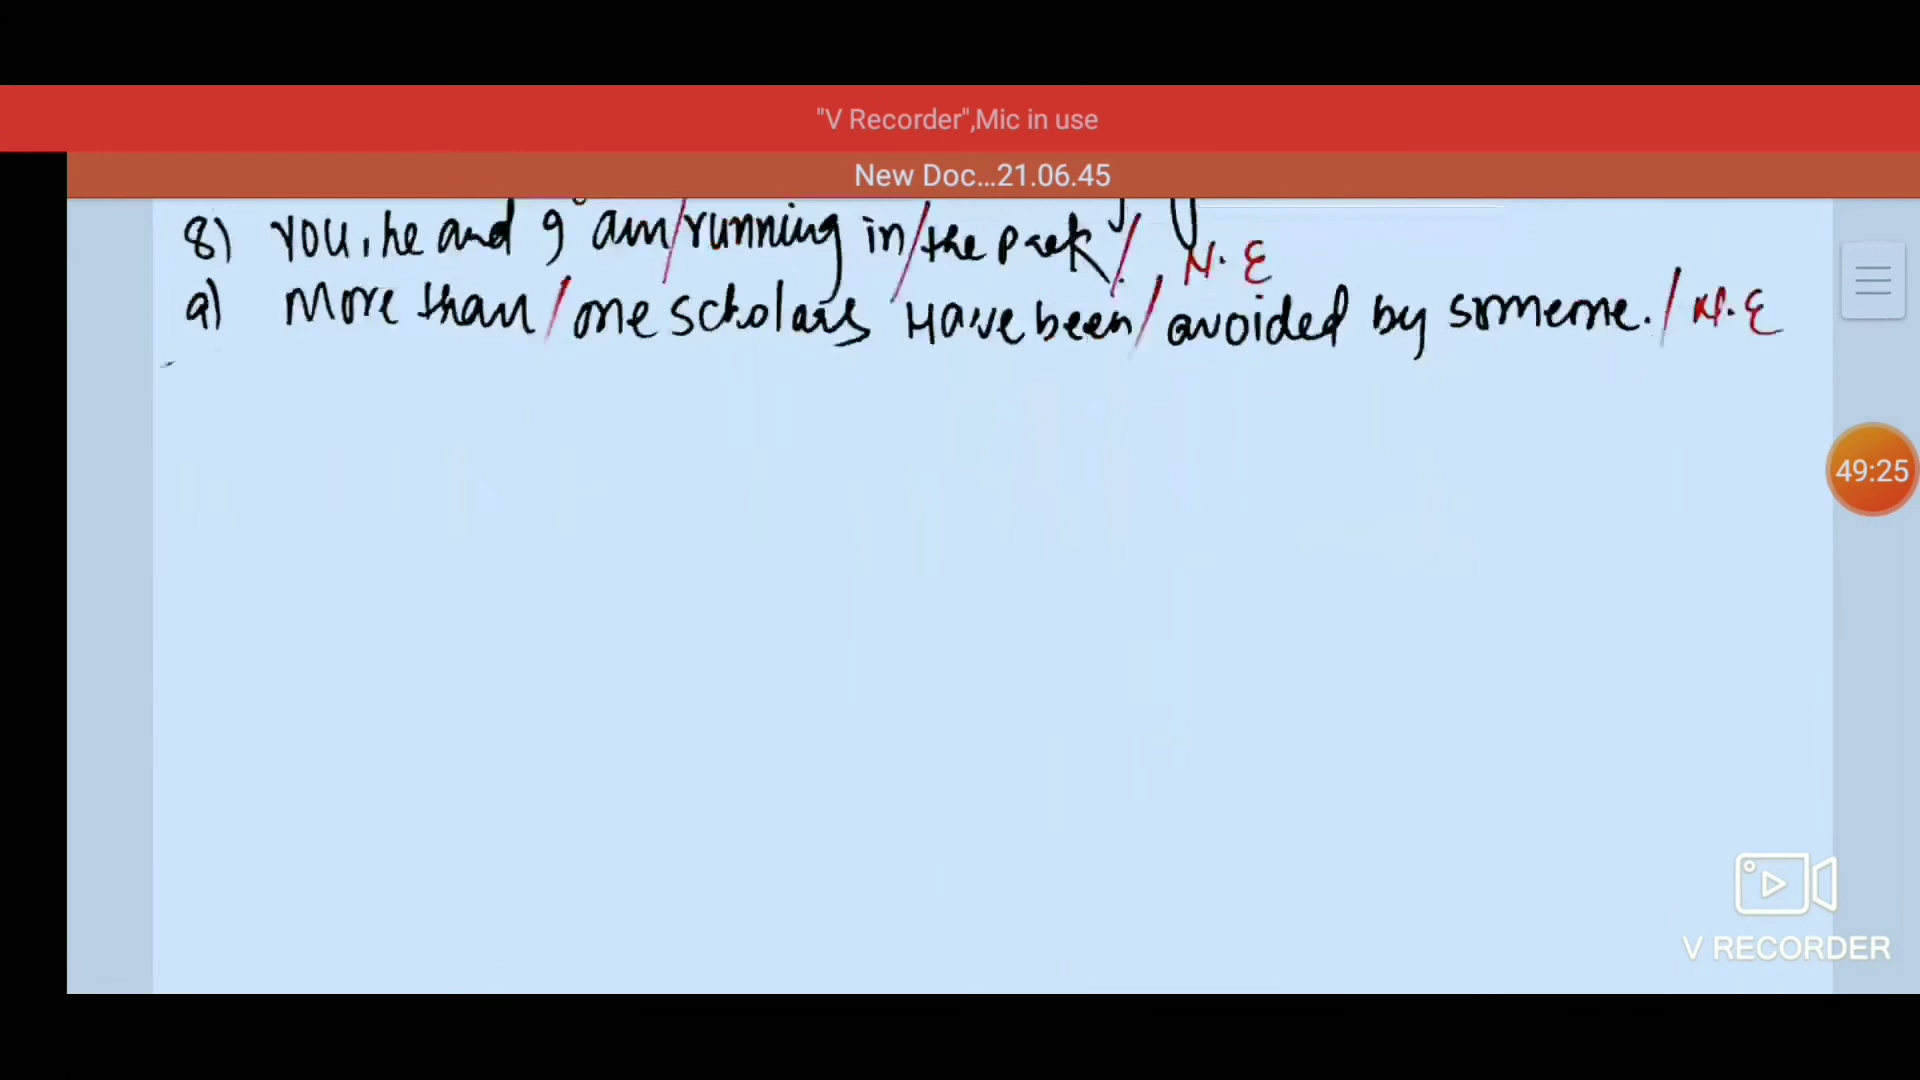 "V Recorder",Mic in use
New Doc...21.06.45
8) You, he and I am/running in/the park/. N.E
9) More than/one scholars Have been/avoided by someone./N.E
49:25
V RECORDER